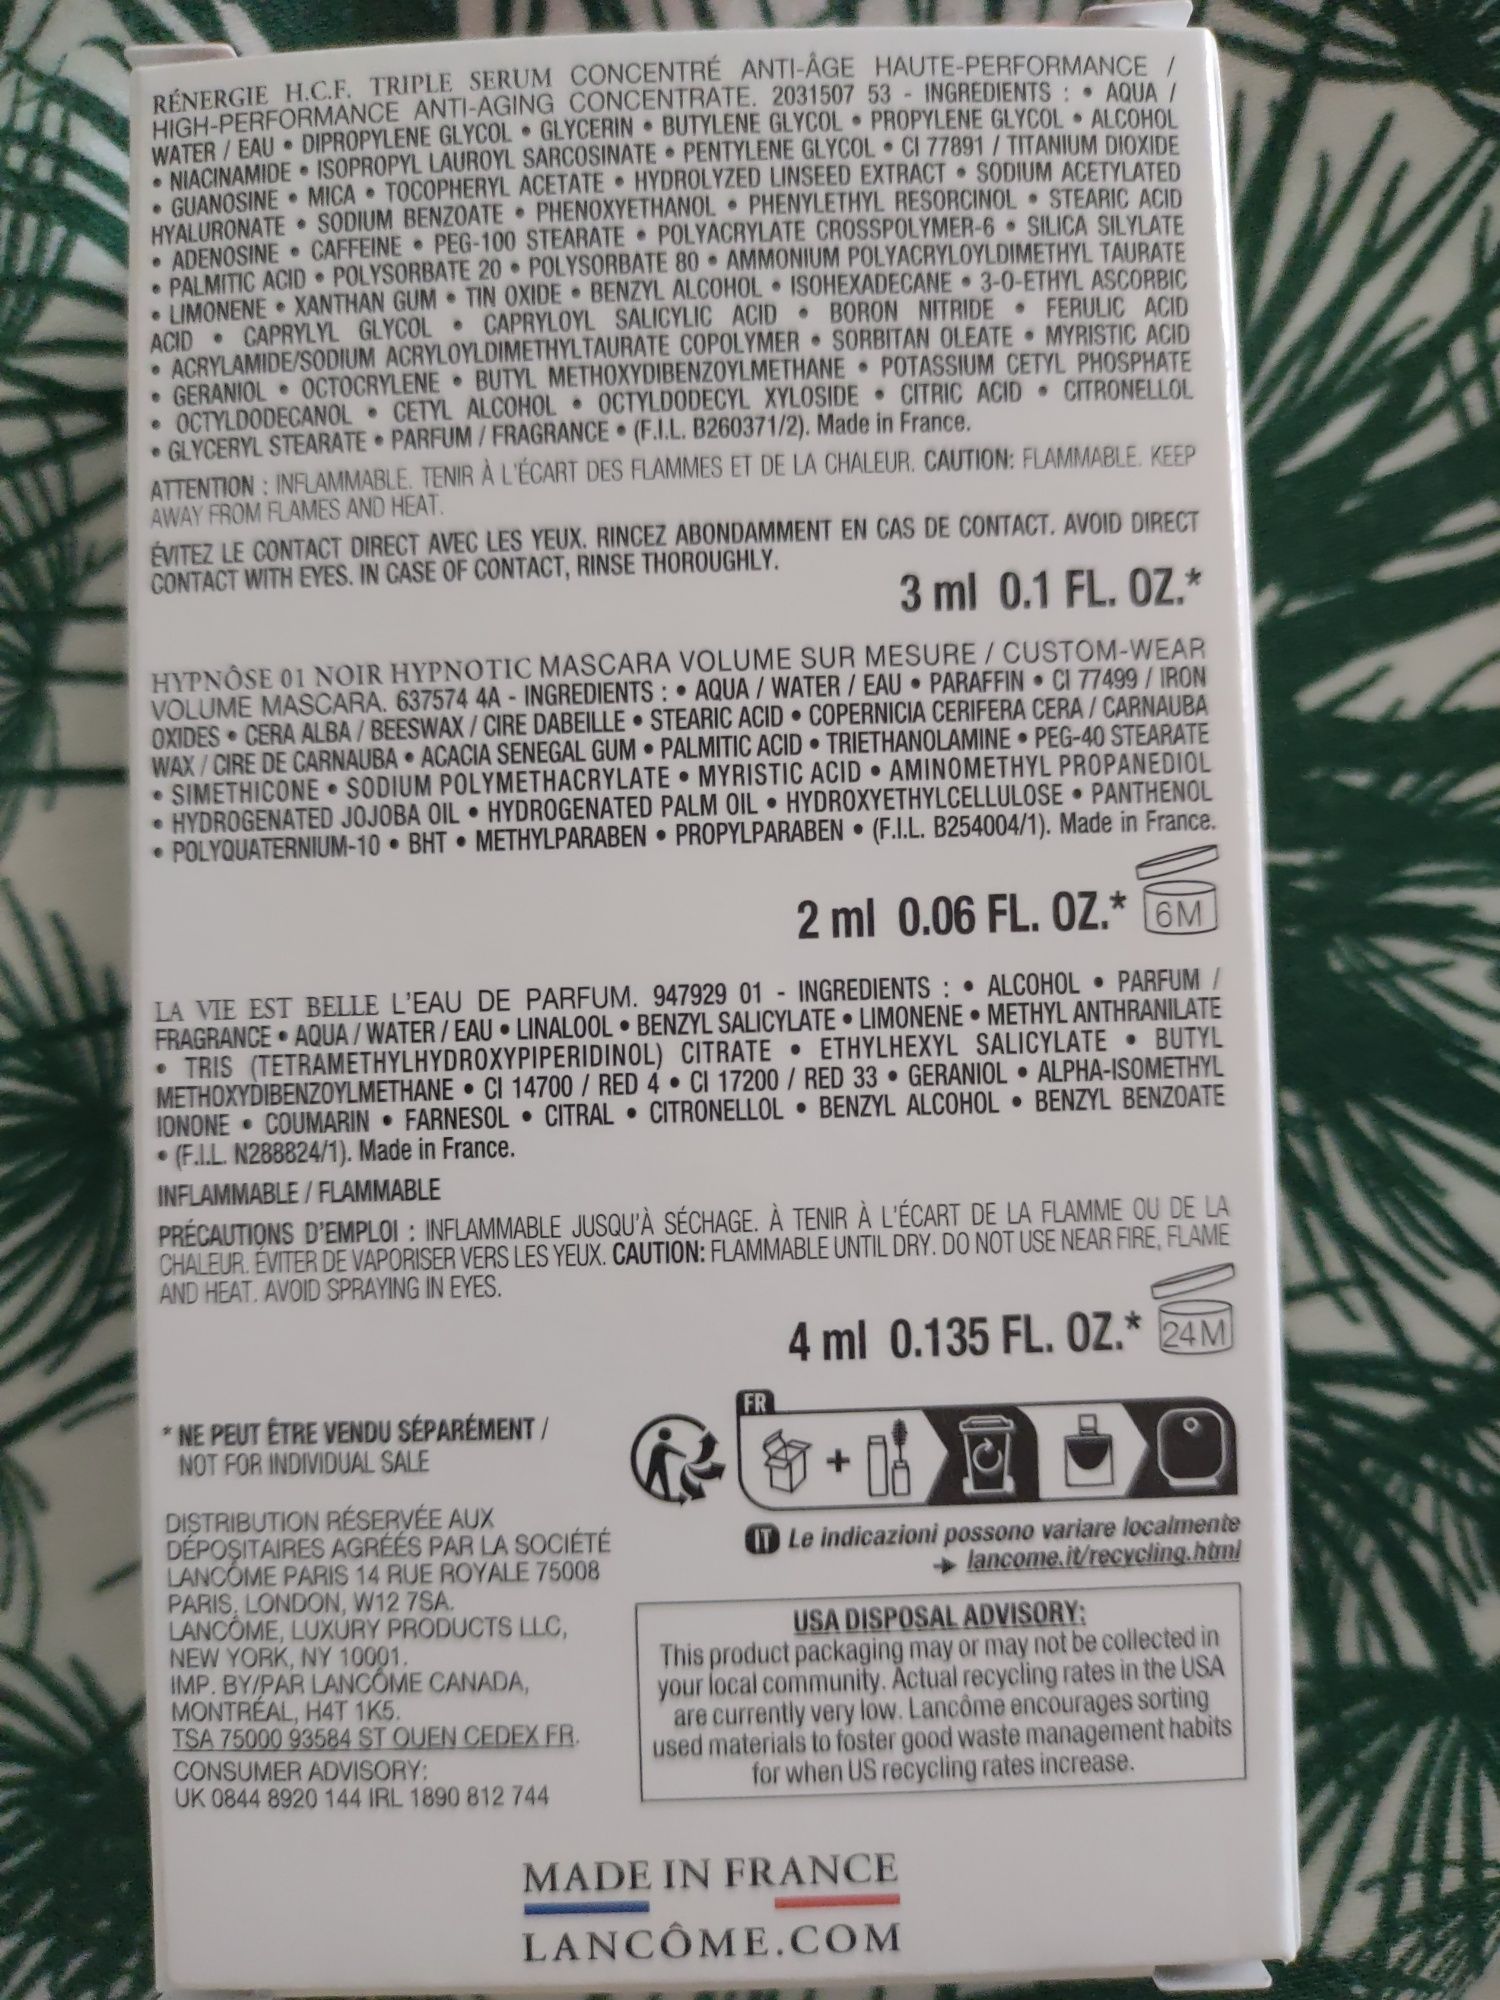 RÉNERGIE H.C.F. TRIPLE SERUM CONCENTRÉ ANTI-ÂGE HAUTE-PERFORMANCE /
HIGH-PERFORMANCE ANTI-AGING CONCENTRATE. 2031507 53 - INGREDIENTS : • AQUA /
WATER / EAU • DIPROPYLENE GLYCOL • GLYCERIN • BUTYLENE GLYCOL • PROPYLENE GLYCOL • ALCOHOL
• NIACINAMIDE • ISOPROPYL LAUROYL SARCOSINATE • PENTYLENE GLYCOL • CI 77891 / TITANIUM DIOXIDE
• GUANOSINE • MICA • TOCOPHERYL ACETATE • HYDROLYZED LINSEED EXTRACT • SODIUM ACETYLATED
HYALURONATE • SODIUM BENZOATE • PHENOXYETHANOL • PHENYLETHYL RESORCINOL • STEARIC ACID
• ADENOSINE • CAFFEINE • PEG-100 STEARATE • POLYACRYLATE CROSSPOLYMER-6 • SILICA SILYLATE
• PALMITIC ACID • POLYSORBATE 20 • POLYSORBATE 80 • AMMONIUM POLYACRYLOYLDIMETHYL TAURATE
• LIMONENE • XANTHAN GUM • TIN OXIDE • BENZYL ALCOHOL • ISOHEXADECANE • 3-O-ETHYL ASCORBIC
ACID • CAPRYLYL GLYCOL • CAPRYLOYL SALICYLIC ACID • BORON NITRIDE • FERULIC ACID
• ACRYLAMIDE/SODIUM ACRYLOYLDIMETHYLTAURATE COPOLYMER • SORBITAN OLEATE • MYRISTIC ACID
• GERANIOL • OCTOCRYLENE • BUTYL METHOXYDIBENZOYLMETHANE • POTASSIUM CETYL PHOSPHATE
• OCTYLDODECANOL • CETYL ALCOHOL • OCTYLDODECYL XYLOSIDE • CITRIC ACID • CITRONELLOL
• GLYCERYL STEARATE • PARFUM / FRAGRANCE • (F.I.L. B260371/2). Made in France.
ATTENTION : INFLAMMABLE. TENIR À L'ÉCART DES FLAMMES ET DE LA CHALEUR. CAUTION: FLAMMABLE. KEEP
AWAY FROM FLAMES AND HEAT.
ÉVITEZ LE CONTACT DIRECT AVEC LES YEUX. RINCEZ ABONDAMMENT EN CAS DE CONTACT. AVOID DIRECT
CONTACT WITH EYES. IN CASE OF CONTACT, RINSE THOROUGHLY.
3 ml 0.1 FL. OZ.*
HYPNÔSE 01 NOIR HYPNOTIC MASCARA VOLUME SUR MESURE / CUSTOM-WEAR
VOLUME MASCARA. 637574 4A - INGREDIENTS : • AQUA / WATER / EAU • PARAFFIN • CI 77499 / IRON
OXIDES • CERA ALBA / BEESWAX / CIRE DABEILLE • STEARIC ACID • COPERNICIA CERIFERA CERA / CARNAUBA
WAX / CIRE DE CARNAUBA • ACACIA SENEGAL GUM • PALMITIC ACID • TRIETHANOLAMINE • PEG-40 STEARATE
• SIMETHICONE • SODIUM POLYMETHACRYLATE • MYRISTIC ACID • AMINOMETHYL PROPANEDIOL
• HYDROGENATED JOJOBA OIL • HYDROGENATED PALM OIL • HYDROXYETHYLCELLULOSE • PANTHENOL
• POLYQUATERNIUM-10 • BHT • METHYLPARABEN • PROPYLPARABEN • (F.I.L. B254004/1). Made in France.
2 ml 0.06 FL. OZ.* 6M
LA VIE EST BELLE L'EAU DE PARFUM. 947929 01 - INGREDIENTS : • ALCOHOL • PARFUM /
FRAGRANCE • AQUA / WATER / EAU • LINALOOL • BENZYL SALICYLATE • LIMONENE • METHYL ANTHRANILATE
• TRIS (TETRAMETHYLHYDROXYPIPERIDINOL) CITRATE • ETHYLHEXYL SALICYLATE • BUTYL
METHOXYDIBENZOYLMETHANE • CI 14700 / RED 4 • CI 17200 / RED 33 • GERANIOL • ALPHA-ISOMETHYL
IONONE • COUMARIN • FARNESOL • CITRAL • CITRONELLOL • BENZYL ALCOHOL • BENZYL BENZOATE
• (F.I.L. N288824/1). Made in France.
INFLAMMABLE / FLAMMABLE
PRÉCAUTIONS D'EMPLOI : INFLAMMABLE JUSQU'À SÉCHAGE. À TENIR À L'ÉCART DE LA FLAMME OU DE LA
CHALEUR. ÉVITER DE VAPORISER VERS LES YEUX. CAUTION: FLAMMABLE UNTIL DRY. DO NOT USE NEAR FIRE, FLAME
AND HEAT. AVOID SPRAYING IN EYES.
4 ml 0.135 FL. OZ.* 24M
* NE PEUT ÊTRE VENDU SÉPARÉMENT /
NOT FOR INDIVIDUAL SALE
DISTRIBUTION RÉSERVÉE AUX
DÉPOSITAIRES AGRÉÉS PAR LA SOCIÉTÉ
LANCÔME PARIS 14 RUE ROYALE 75008
PARIS, LONDON, W12 7SA.
LANCÔME, LUXURY PRODUCTS LLC,
NEW YORK, NY 10001.
IMP. BY/PAR LANCÔME CANADA,
MONTRÉAL, H4T 1K5.
TSA 75000 93584 ST OUEN CEDEX FR.
CONSUMER ADVISORY:
UK 0844 8920 144 IRL 1890 812 744
FR
+
IT Le indicazioni possono variare localmente
→ lancome.it/recycling.html
USA DISPOSAL ADVISORY:
This product packaging may or may not be collected in
your local community. Actual recycling rates in the USA
are currently very low. Lancôme encourages sorting
used materials to foster good waste management habits
for when US recycling rates increase.
MADE IN FRANCE
LANCÔME.COM